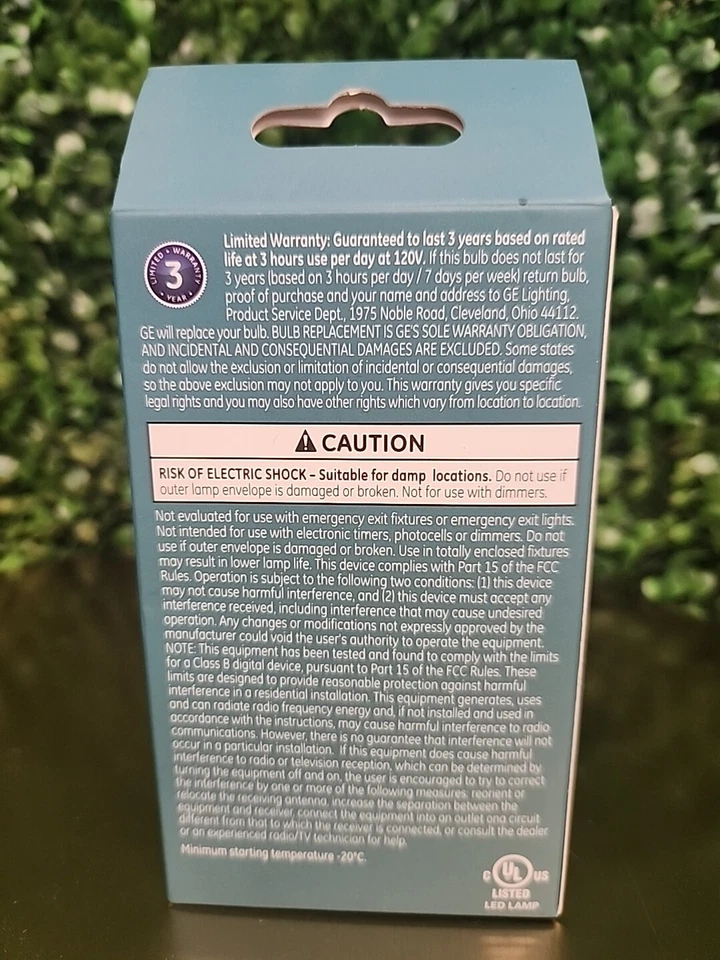 LIMITED • WARRANTY
3
• YEAR •
Limited Warranty: Guaranteed to last 3 years based on rated
life at 3 hours use per day at 120V. If this bulb does not last for
3 years (based on 3 hours per day / 7 days per week) return bulb,
proof of purchase and your name and address to GE Lighting,
Product Service Dept., 1975 Noble Road, Cleveland, Ohio 44112.
GE will replace your bulb. BULB REPLACEMENT IS GE'S SOLE WARRANTY OBLIGATION,
AND INCIDENTAL AND CONSEQUENTIAL DAMAGES ARE EXCLUDED. Some states
do not allow the exclusion or limitation of incidental or consequential damages,
so the above exclusion may not apply to you. This warranty gives you specific
legal rights and you may also have other rights which vary from location to location.
CAUTION
RISK OF ELECTRIC SHOCK – Suitable for damp locations. Do not use if
outer lamp envelope is damaged or broken. Not for use with dimmers.
Not evaluated for use with emergency exit fixtures or emergency exit lights.
Not intended for use with electronic timers, photocells or dimmers. Do not
use if outer envelope is damaged or broken. Use in totally enclosed fixtures
may result in lower lamp life. This device complies with Part 15 of the FCC
Rules. Operation is subject to the following two conditions: (1) this device
may not cause harmful interference, and (2) this device must accept any
interference received, including interference that may cause undesired
operation. Any changes or modifications not expressly approved by the
manufacturer could void the user's authority to operate the equipment.
NOTE: This equipment has been tested and found to comply with the limits
for a Class B digital device, pursuant to Part 15 of the FCC Rules. These
limits are designed to provide reasonable protection against harmful
interference in a residential installation. This equipment generates, uses
and can radiate radio frequency energy and, if not installed and used in
accordance with the instructions, may cause harmful interference to radio
communications. However, there is no guarantee that interference will not
occur in a particular installation. If this equipment does cause harmful
interference to radio or television reception, which can be determined by
turning the equipment off and on, the user is encouraged to try to correct
the interference by one or more of the following measures: reorient or
relocate the receiving antenna, increase the separation between the
equipment and receiver, connect the equipment into an outlet on a circuit
different from that to which the receiver is connected, or consult the dealer
or an experienced radio/TV technician for help.
Minimum starting temperature -20°C.
C UL US
LISTED
LED LAMP